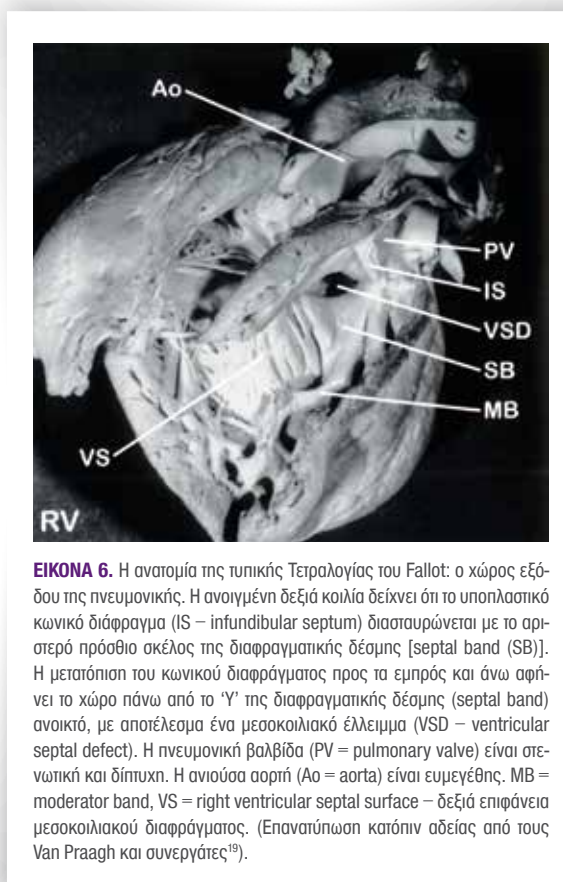 Ao
PV
IS
VSD
SB
MB
VS
RV
ΕΙΚΟΝΑ 6. Η ανατομία της τυπικής Τετραλογίας του Fallot: ο χώρος εξό-
δου της πνευμονικής. Η ανοιγμένη δεξιά κοιλία δείχνει ότι το υποπλαστικό
κωνικό διάφραγμα (IS – infundibular septum) διασταυρώνεται με το αρι-
στερό πρόσθιο σκέλος της διαφραγματικής δέσμης [septal band (SB)].
Η μετατόπιση του κωνικού διαφράγματος προς τα εμπρός και άνω αφή-
νει το χώρο πάνω από το ‘Y’ της διαφραγματικής δέσμης (septal band)
ανοικτό, με αποτέλεσμα ένα μεσοκοιλιακό έλλειμμα (VSD – ventricular
septal defect). Η πνευμονική βαλβίδα (PV = pulmonary valve) είναι στε-
νωτική και δίπτυχη. Η ανιούσα αορτή (Ao = aorta) είναι ευμεγέθης. MB =
moderator band, VS = right ventricular septal surface – δεξιά επιφάνεια
μεσοκοιλιακού διαφράγματος. (Επανατύπωση κατόπιν αδείας από τους
Van Praagh και συνεργάτες¹⁹).